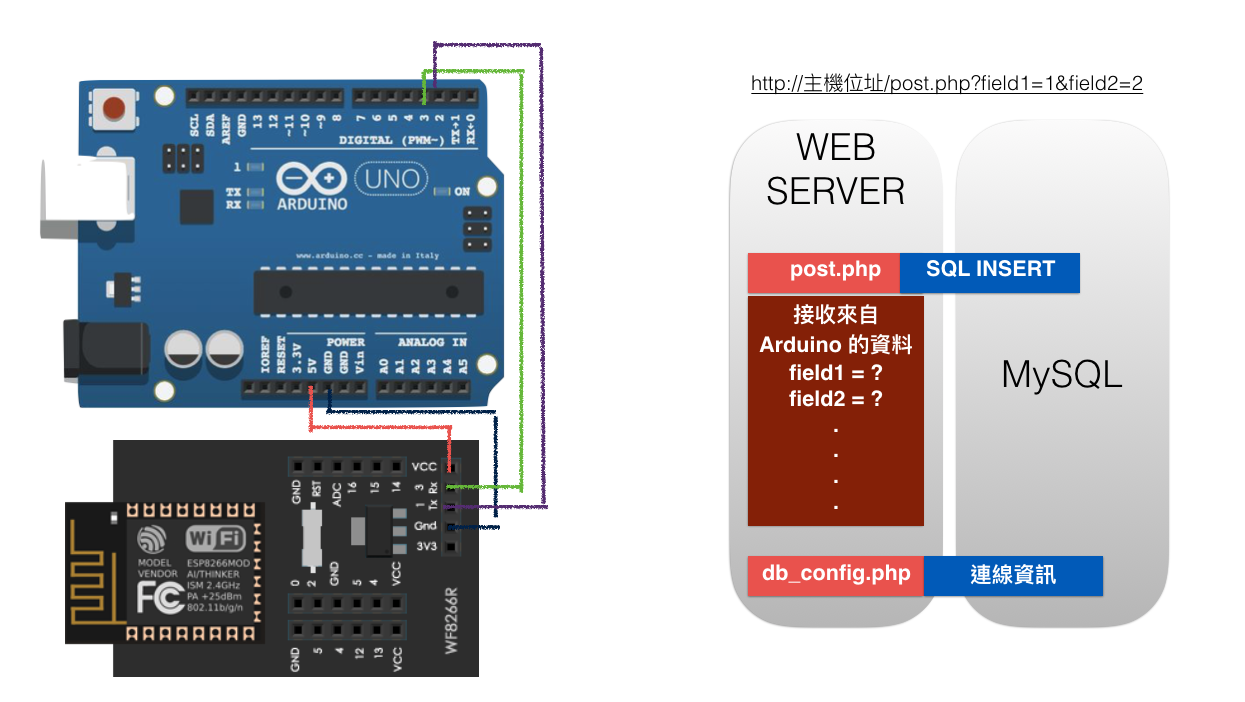 http://主機位址/post.php?field1=1&field2=2
SCL
SDA
AREF
GND
13
12
~11
~10
~9
8
7
6
5
4
3
2
TX→1
RX←0
DIGITAL (PWM~)
1
TX
RX
ARDUINO
UNO
ON
www.arduino.cc - made in Italy
POWER
ANALOG IN
IOREF
RESET
3.3V
5V
GND
GND
Vin
A0
A1
A2
A3
A4
A5
GND
RST
ADC
16
15
14
VCC
3 Rx
1 Tx
Gnd
3V3
WiFi
MODEL
VENDOR
ESP8266MOD
AI/THINKER
ISM 2.4GHz
PA +25dBm
802.11b/g/n
FC
0
2
GND
5
4
VCC
WF8266R
GND
5
4
12
13
VCC
WEB
SERVER
post.php
SQL INSERT
接收來自
Arduino 的資料
field1 = ?
field2 = ?
.
.
.
.
MySQL
db_config.php
連線資訊